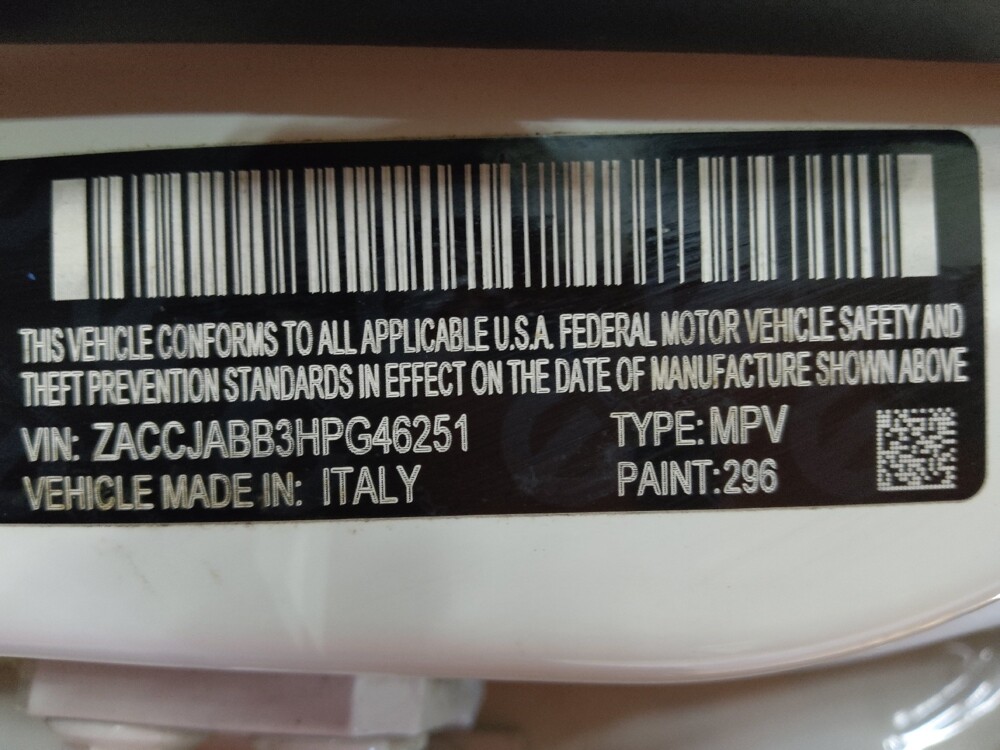 THIS VEHICLE CONFORMS TO ALL APPLICABLE U.S.A. FEDERAL MOTOR VEHICLE SAFETY AND
THEFT PREVENTION STANDARDS IN EFFECT ON THE DATE OF MANUFACTURE SHOWN ABOVE
VIN: ZACCJABB3HPG46251 TYPE: MPV
VEHICLE MADE IN: ITALY PAINT: 296